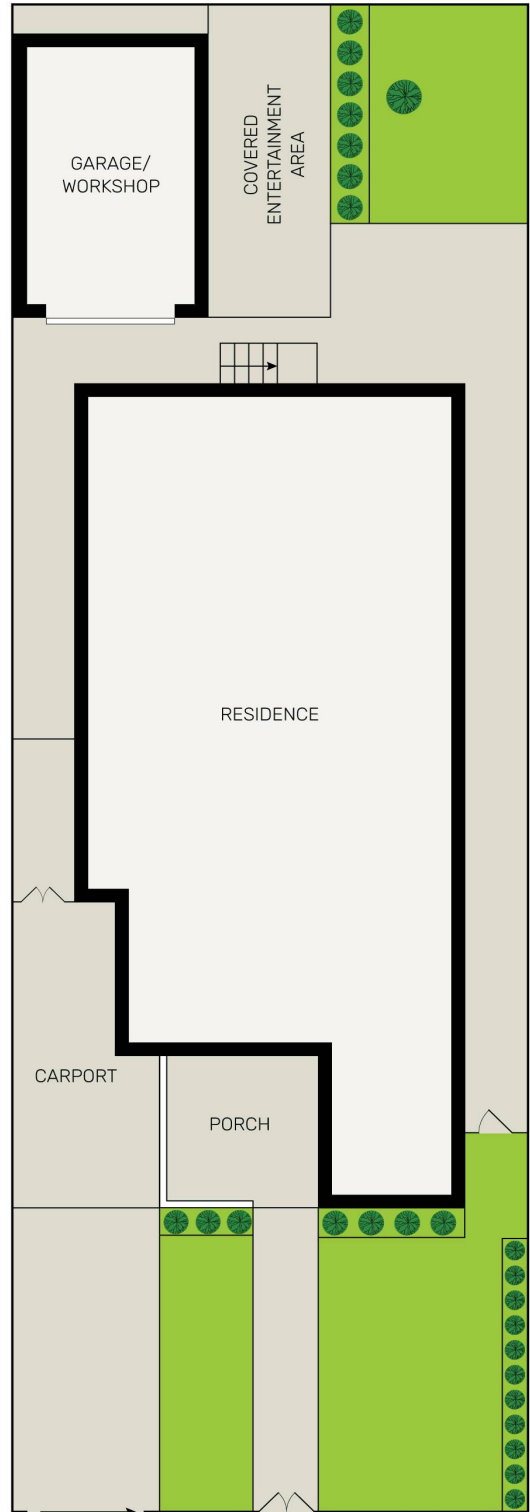 GARAGE/
WORKSHOP
COVERED
ENTERTAINMENT
AREA
RESIDENCE
CARPORT
PORCH